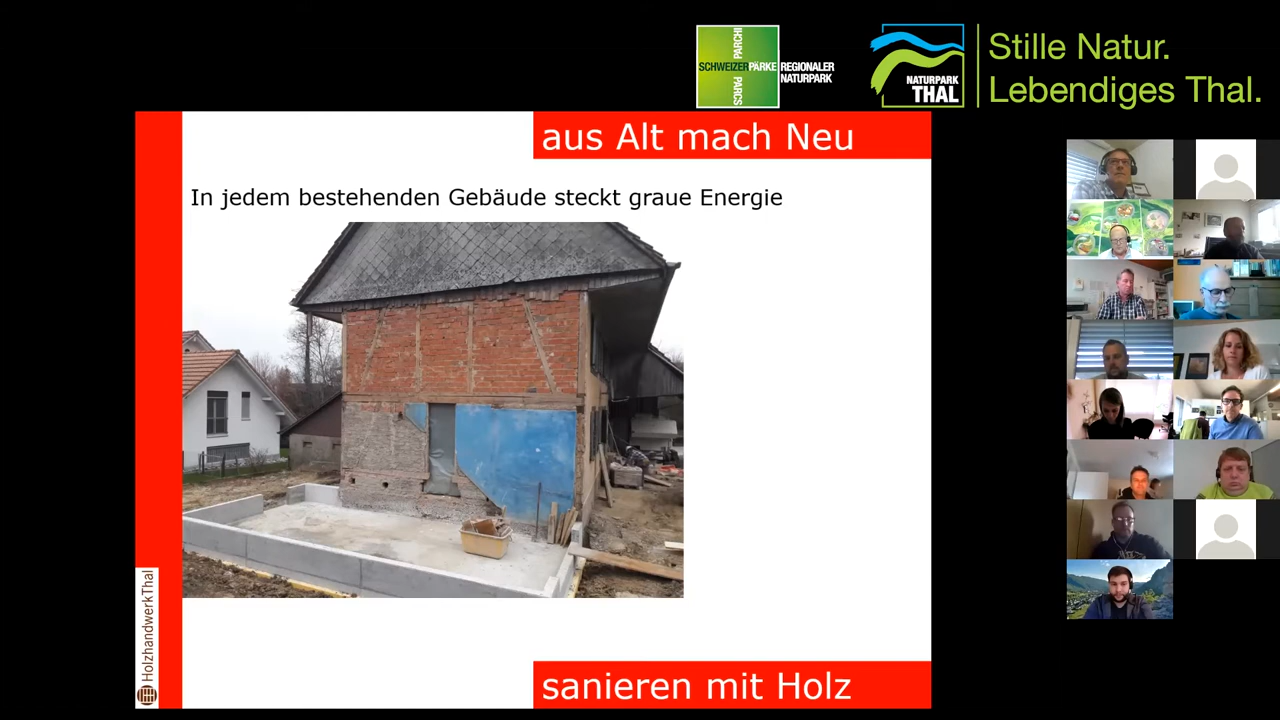 PARCHI
SCHWEIZER PÄRKE
PARCS
REGIONALER
NATURPARK
NATURPARK
THAL
Stille Natur.
Lebendiges Thal.
aus Alt mach Neu
In jedem bestehenden Gebäude steckt graue Energie
HolzhandwerkThal
sanieren mit Holz